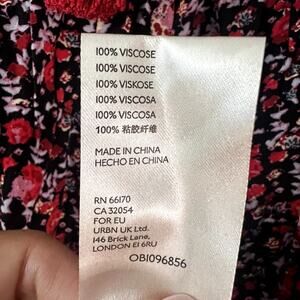 100% VISCOSE
100% VISCOSE
100% VISKOSE
100% VISCOSA
100% VISCOSA
100% 粘胶纤维
MADE IN CHINA
HECHO EN CHINA
RN 66170
CA 32054
FOR EU
URBN UK Ltd.
146 Brick Lane,
LONDON E1 6RU
OBI096856